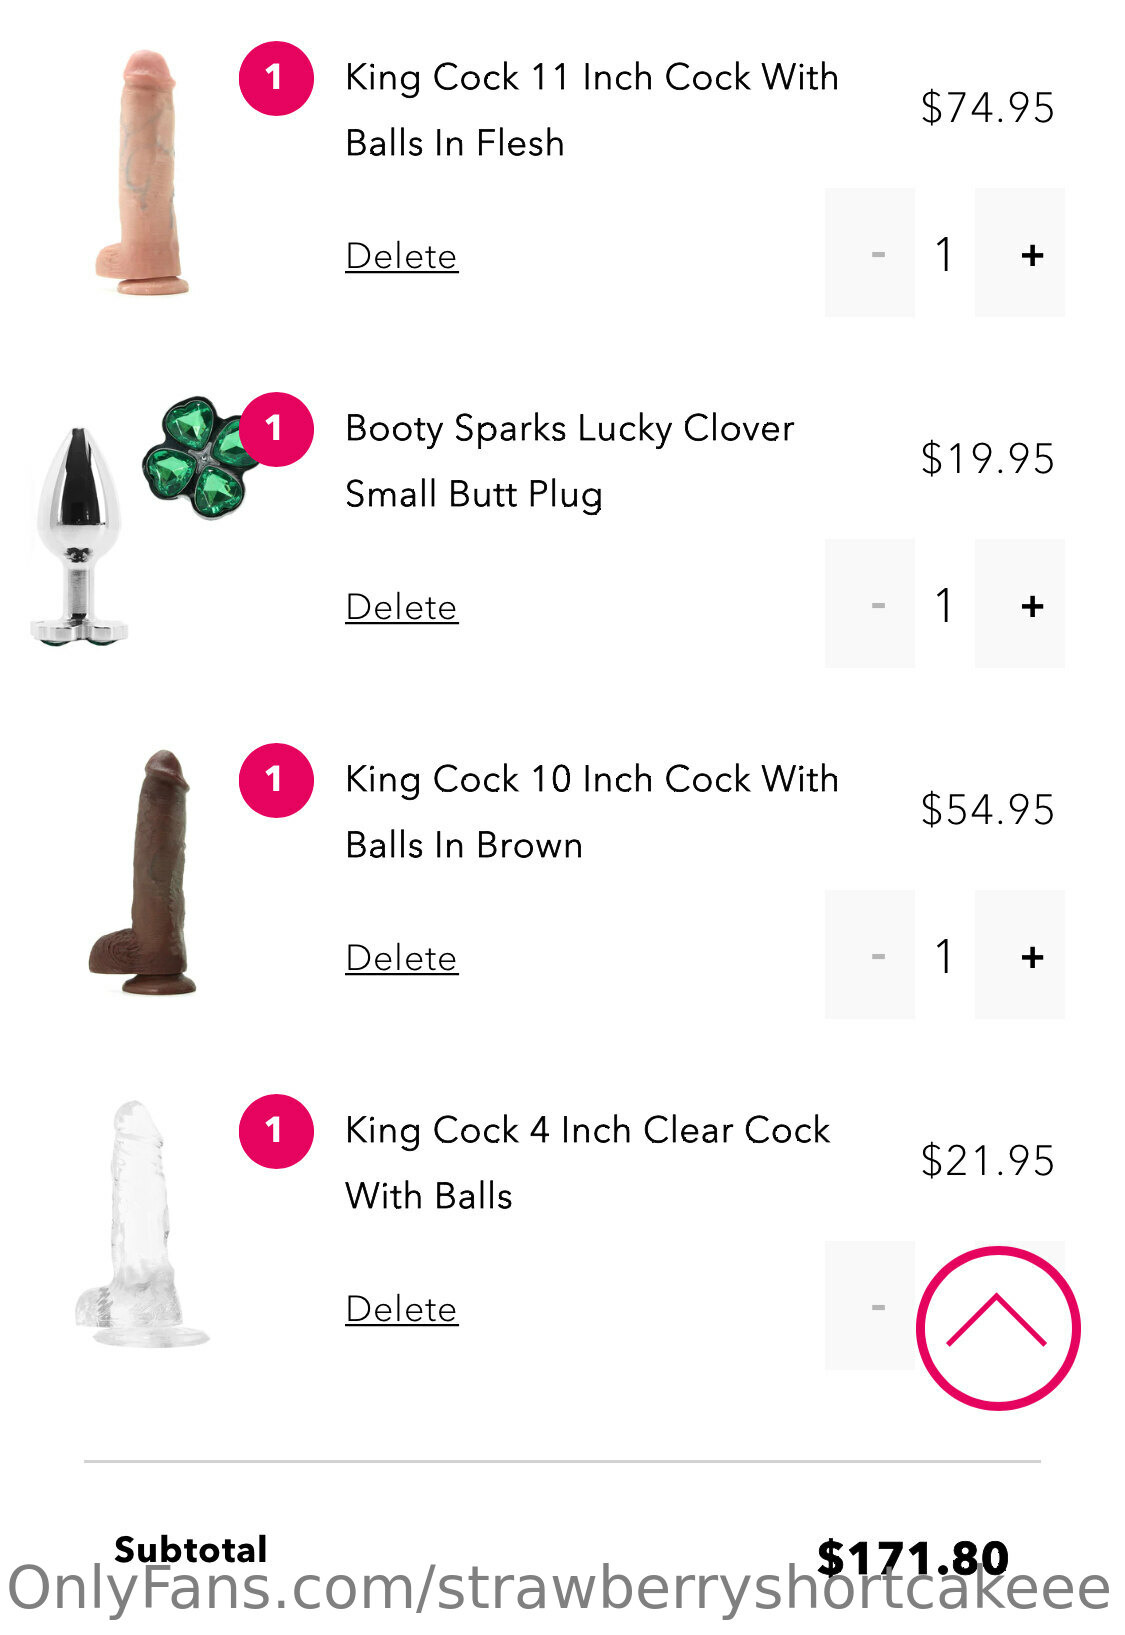 1
King Cock 11 Inch Cock With
Balls In Flesh
$74.95
Delete
- 1 +
1
Booty Sparks Lucky Clover
Small Butt Plug
$19.95
Delete
- 1 +
1
King Cock 10 Inch Cock With
Balls In Brown
$54.95
Delete
- 1 +
1
King Cock 4 Inch Clear Cock
With Balls
$21.95
Delete
-
Subtotal
$171.80
OnlyFans.com/strawberryshortcakeee